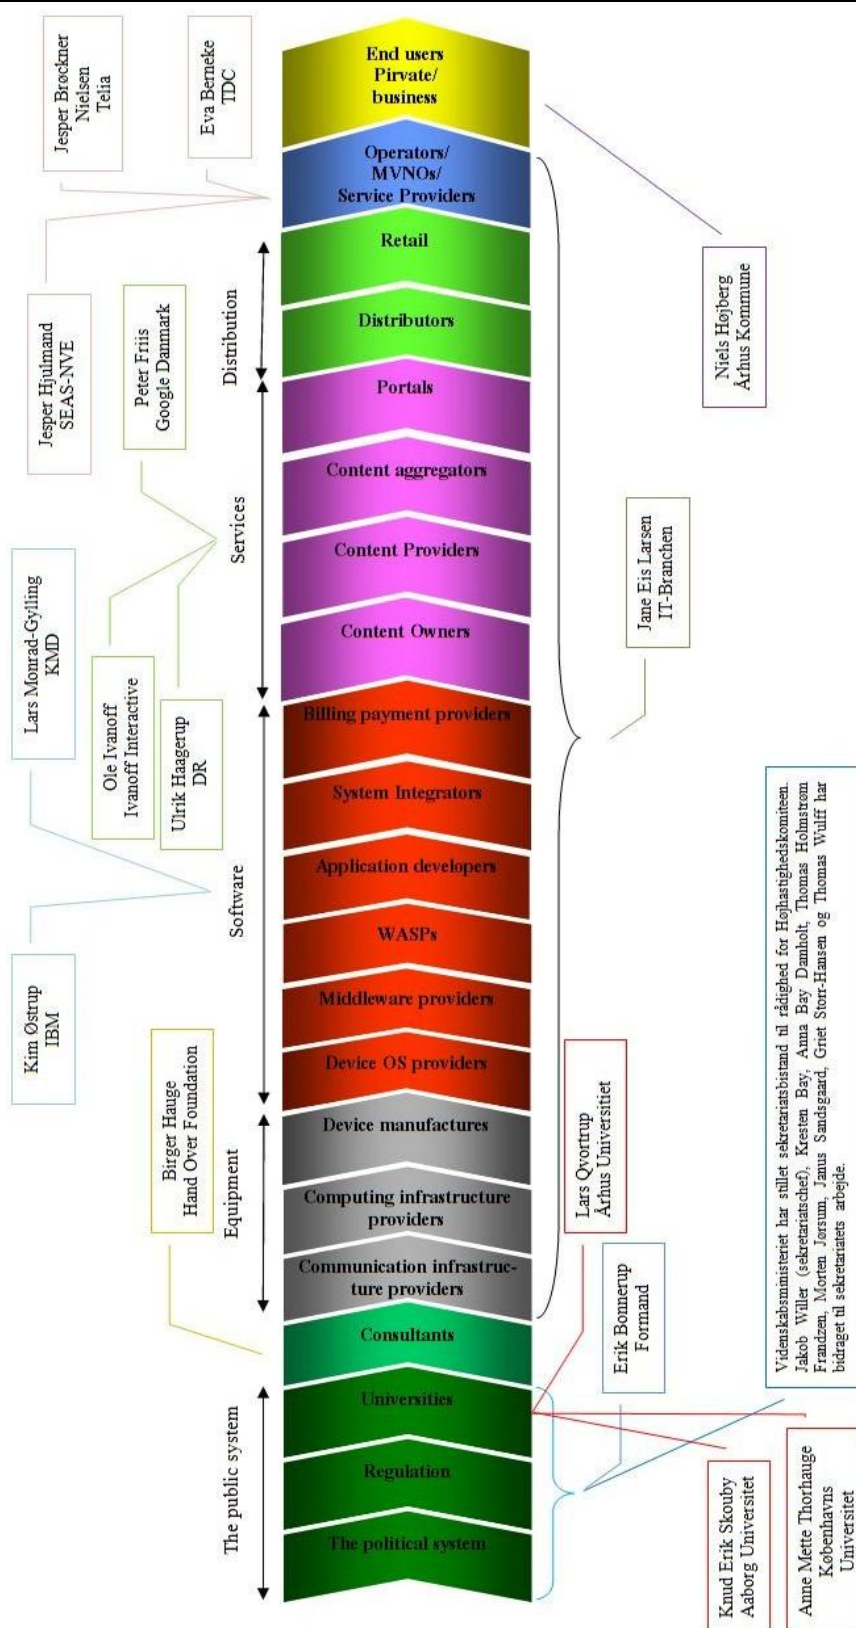 End users
Pirvate/
business
Operators/
MVNOs/
Service Providers
Retail
Distributors
Portals
Content aggregators
Content Providers
Content Owners
Billing payment providers
System Integrators
Application developers
WASPs
Middleware providers
Device OS providers
Device manufactures
Computing infrastructure
providers
Communication infrastruc-
ture providers
Consultants
Universities
Regulation
The political system
Distribution
Services
Software
Equipment
The public system
Jesper Brøckner
Nielsen
Telia
Eva Berneke
TDC
Jesper Hjulmand
SEAS-NVE
Peter Friis
Google Danmark
Lars Monrad-Gylling
KMD
Ole Ivanoff
Ivanoff Interactive
Ulrik Haagerup
DR
Kim Østrup
IBM
Birger Hauge
Hand Over Foundation
Niels Højberg
Århus Kommune
Jane Eis Larsen
IT-Branchen
Lars Qvortrup
Århus Universitiet
Erik Bonnerup
Formand
Knud Erik Skouby
Aaborg Universitet
Anne Mette Thorhauge
Københavns
Universitet
Videnskabsministeriet har stillet sekretariatsbistand til rådighed for Højhastighedskomiteen.
Jakob Willer (sekretariatschef), Kresten Bay, Anna Bay Damholt, Thomas Holmstrøm
Frandzen, Morten Jørsum, Janus Sandsgaard, Griet Storr-Hansen og Thomas Wulff har
bidraget til sekretariatets arbejde.